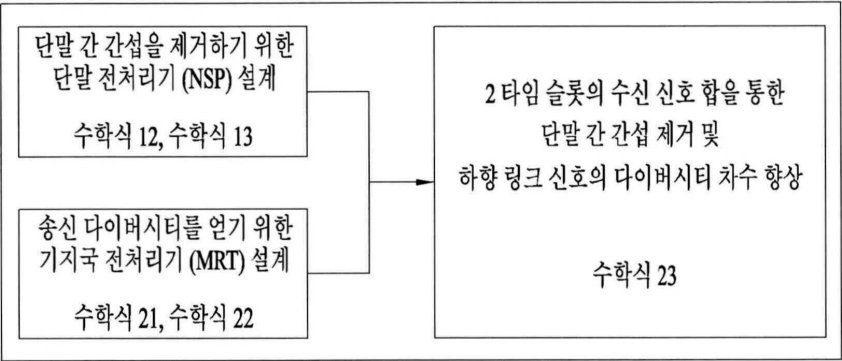 단말 간 간섭을 제거하기 위한
단말 전처리기 (NSP) 설계
수학식 12, 수학식 13
송신 다이버시티를 얻기 위한
기지국 전처리기 (MRT) 설계
수학식 21, 수학식 22
2 타임 슬롯의 수신 신호 합을 통한
단말 간 간섭 제거 및
하향 링크 신호의 다이버시티 차수 향상
수학식 23